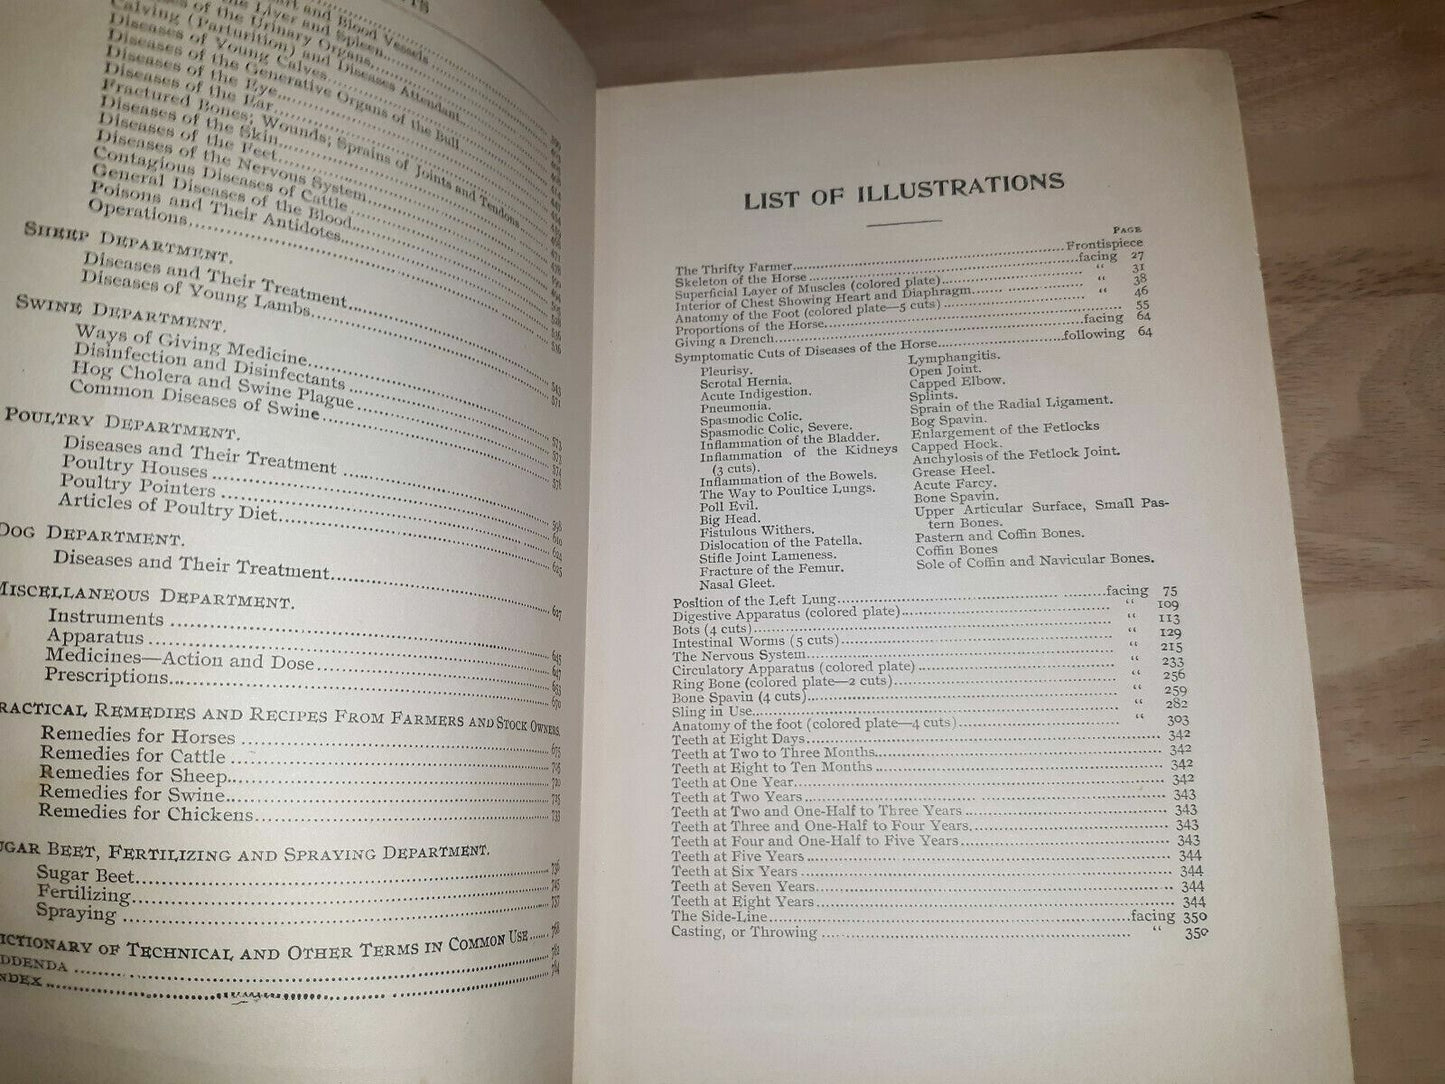 and Blood Vessels
the Liver and Spleen
of the Urinary Organs
Calving (Parturition) and Diseases Attendant
Diseases of Young Calves
Diseases of the Generative Organs of the Bull
Diseases of the Eye
Diseases of the Ear
Fractured Bones; Wounds; Sprains of Joints and Tendons
Diseases of the Skin
Diseases of the Feet
Diseases of the Nervous System
Contagious Diseases of Cattle
General Diseases of the Blood
Poisons and Their Antidotes
Operations
SHEEP DEPARTMENT.
Diseases and Their Treatment
Diseases of Young Lambs
SWINE DEPARTMENT.
Ways of Giving Medicine
Disinfection and Disinfectants
Hog Cholera and Swine Plague
Common Diseases of Swine
POULTRY DEPARTMENT.
Diseases and Their Treatment
Poultry Houses
Poultry Pointers
Articles of Poultry Diet
DOG DEPARTMENT.
Diseases and Their Treatment
MISCELLANEOUS DEPARTMENT.
Instruments
Apparatus
Medicines—Action and Dose
Prescriptions
RACTICAL REMEDIES AND RECIPES FROM FARMERS AND STOCK OWNERS.
Remedies for Horses
Remedies for Cattle
Remedies for Sheep
Remedies for Swine
Remedies for Chickens
GAR BEET, FERTILIZING AND SPRAYING DEPARTMENT.
Sugar Beet
Fertilizing
Spraying
ICTIONARY OF TECHNICAL AND OTHER TERMS IN COMMON USE
DDENDA
NDEX
LIST OF ILLUSTRATIONS
PAGE
The Thrifty Farmer Frontispiece
Skeleton of the Horse facing 27
Superficial Layer of Muscles (colored plate) “ 31
Interior of Chest Showing Heart and Diaphragm “ 38
Anatomy of the Foot (colored plate—5 cuts) “ 46
Proportions of the Horse 55
Giving a Drench facing 64
Symptomatic Cuts of Diseases of the Horse following 64
Pleurisy.
Scrotal Hernia.
Acute Indigestion.
Pneumonia.
Spasmodic Colic.
Spasmodic Colic, Severe.
Inflammation of the Bladder.
Inflammation of the Kidneys
(3 cuts).
Inflammation of the Bowels.
The Way to Poultice Lungs.
Poll Evil.
Big Head.
Fistulous Withers.
Dislocation of the Patella.
Stifle Joint Lameness.
Fracture of the Femur.
Nasal Gleet.
Lymphangitis.
Open Joint.
Capped Elbow.
Splints.
Sprain of the Radial Ligament.
Bog Spavin.
Enlargement of the Fetlocks
Capped Hock.
Anchylosis of the Fetlock Joint.
Grease Heel.
Acute Farcy.
Bone Spavin.
Upper Articular Surface, Small Pas-
tern Bones.
Pastern and Coffin Bones.
Coffin Bones
Sole of Coffin and Navicular Bones.
Position of the Left Lung facing 75
Digestive Apparatus (colored plate) “ 109
Bots (4 cuts) “ 113
Intestinal Worms (5 cuts) “ 129
The Nervous System “ 215
Circulatory Apparatus (colored plate) “ 233
Ring Bone (colored plate—2 cuts) “ 256
Bone Spavin (4 cuts) “ 259
Sling in Use “ 282
Anatomy of the foot (colored plate—4 cuts) “ 303
Teeth at Eight Days 342
Teeth at Two to Three Months 342
Teeth at Eight to Ten Months 342
Teeth at One Year 342
Teeth at Two Years 343
Teeth at Two and One-Half to Three Years 343
Teeth at Three and One-Half to Four Years 343
Teeth at Four and One-Half to Five Years 343
Teeth at Five Years 344
Teeth at Six Years 344
Teeth at Seven Years 344
Teeth at Eight Years 344
The Side-Line facing 350
Casting, or Throwing “ 350